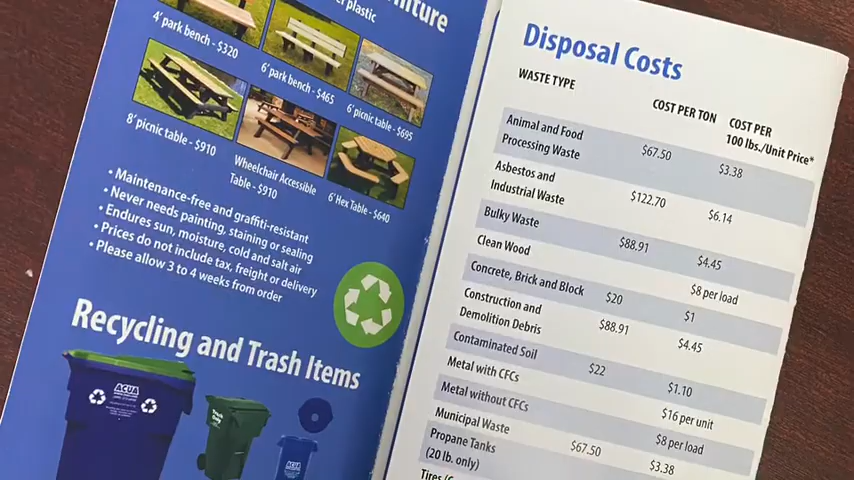 niture
er plastic
4' park bench - $320
6' park bench - $465
6' picnic table - $695
8' picnic table - $910
Wheelchair Accessible
Table - $910
6' Hex Table - $640
• Maintenance-free and graffiti-resistant
• Never needs painting, staining or sealing
• Endures sun, moisture, cold and salt air
• Prices do not include tax, freight or delivery
• Please allow 3 to 4 weeks from order
Recycling and Trash Items
ACUA
ACUA
Disposal Costs
WASTE TYPE COST PER TON COST PER
100 lbs./Unit Price*
Animal and Food
Processing Waste $67.50 $3.38
Asbestos and
Industrial Waste $122.70 $6.14
Bulky Waste $88.91 $4.45
Clean Wood $8 per load
Concrete, Brick and Block $20 $1
Construction and
Demolition Debris $88.91 $4.45
Contaminated Soil $22 $1.10
Metal with CFCs $16 per unit
Metal without CFCs $8 per load
Municipal Waste $67.50 $3.38
Propane Tanks
(20 lb. only)
Tires